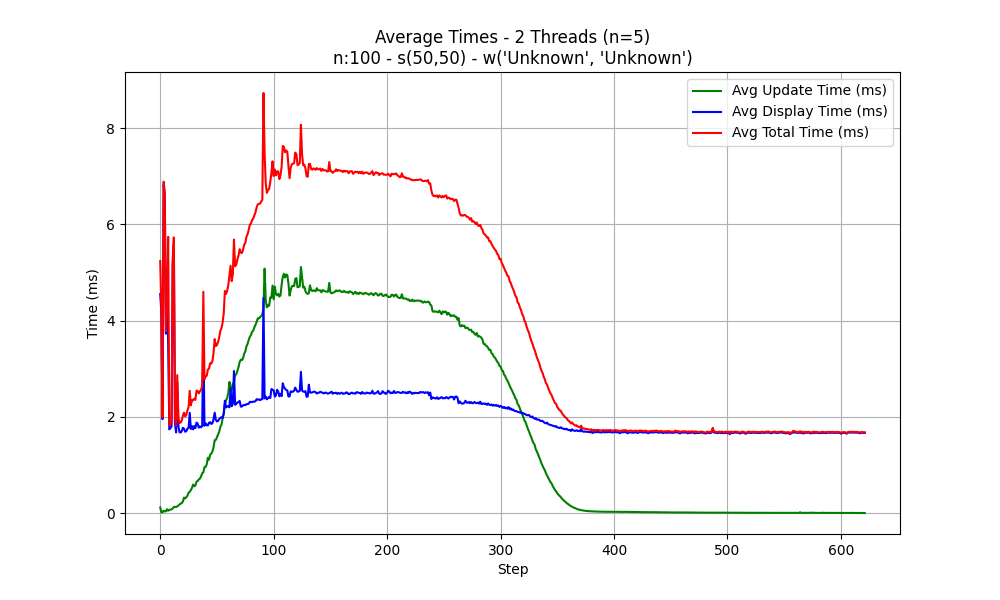 Average Times - 2 Threads (n=5)
n:100 - s(50,50) - w('Unknown', 'Unknown')
Avg Update Time (ms)
Avg Display Time (ms)
Avg Total Time (ms)
Time (ms)
8
6
4
2
0
0 100 200 300 400 500 600
Step